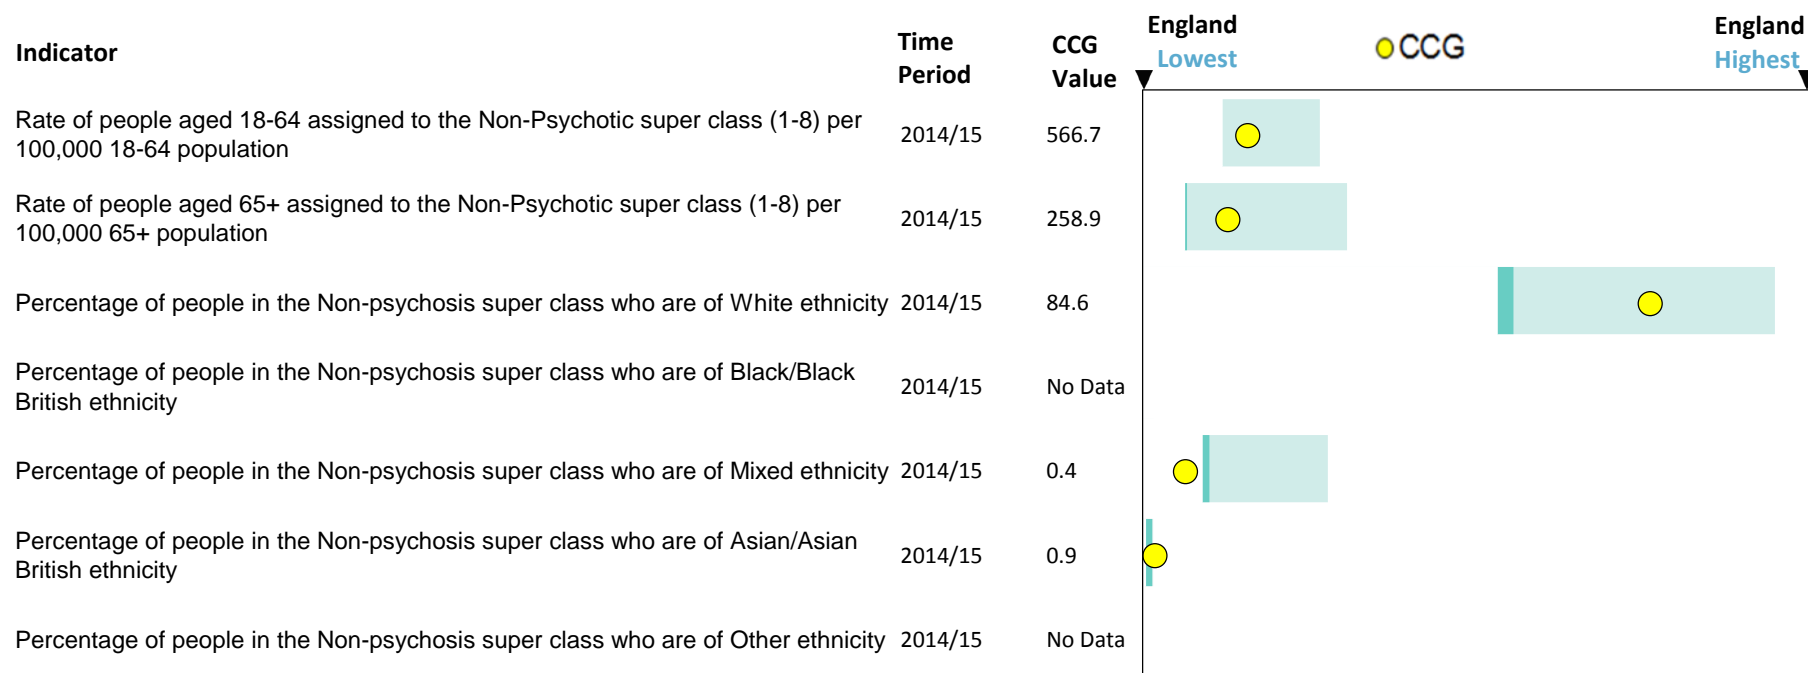 Indicator
Time Period
CCG Value
England Lowest
CCG
England Highest
Rate of people aged 18-64 assigned to the Non-Psychotic super class (1-8) per
100,000 18-64 population
2014/15
566.7
Rate of people aged 65+ assigned to the Non-Psychotic super class (1-8) per
100,000 65+ population
2014/15
258.9
Percentage of people in the Non-psychosis super class who are of White ethnicity
2014/15
84.6
Percentage of people in the Non-psychosis super class who are of Black/Black
British ethnicity
2014/15
No Data
Percentage of people in the Non-psychosis super class who are of Mixed ethnicity
2014/15
0.4
Percentage of people in the Non-psychosis super class who are of Asian/Asian
British ethnicity
2014/15
0.9
Percentage of people in the Non-psychosis super class who are of Other ethnicity
2014/15
No Data